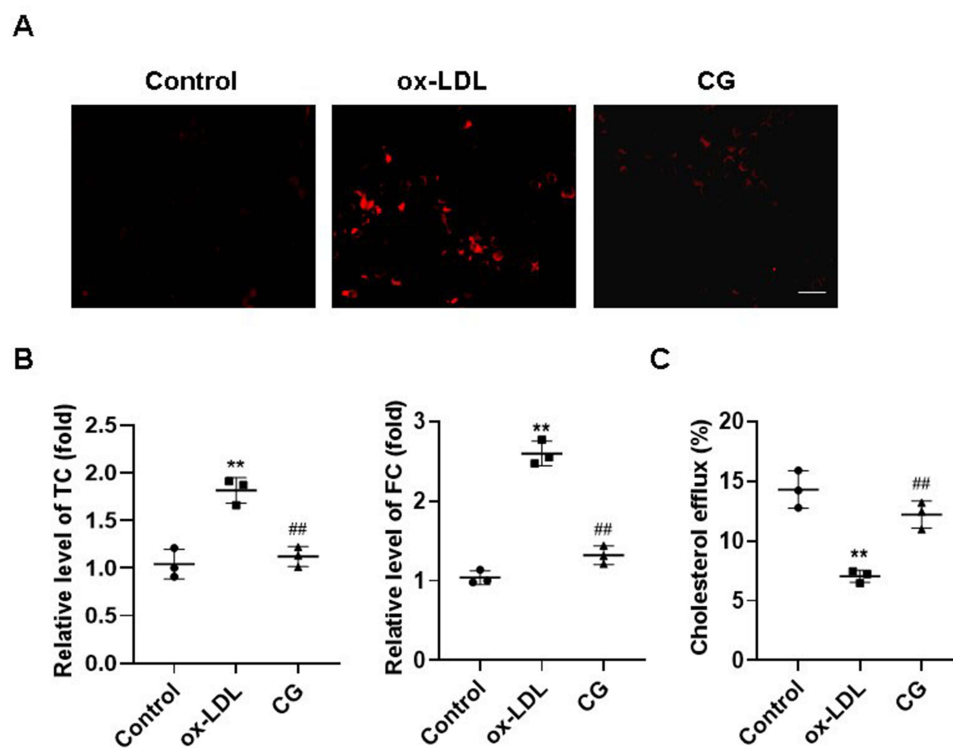 A
Control
ox-LDL
CG
B
Relative level of TC (fold)
2.5
2.0
1.5
1.0
0.5
0.0
**
##
Control
ox-LDL
CG
Relative level of FC (fold)
3
2
1
0
**
##
Control
ox-LDL
CG
C
Cholesterol efflux (%)
20
15
10
5
0
**
##
Control
ox-LDL
CG